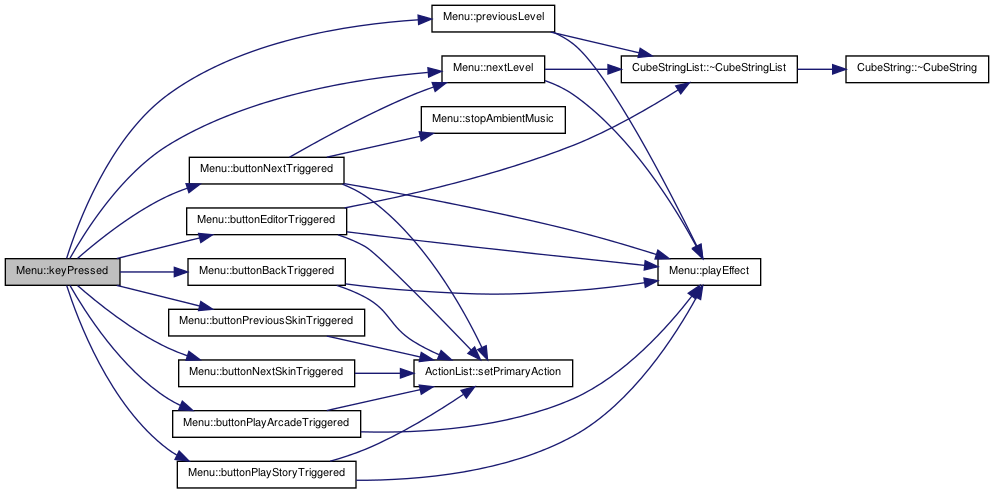 Menu::previousLevel
Menu::nextLevel
CubeStringList::~CubeStringList
CubeString::~CubeString
Menu::stopAmbientMusic
Menu::buttonNextTriggered
Menu::buttonEditorTriggered
Menu::keyPressed
Menu::buttonBackTriggered
Menu::playEffect
Menu::buttonPreviousSkinTriggered
Menu::buttonNextSkinTriggered
ActionList::setPrimaryAction
Menu::buttonPlayArcadeTriggered
Menu::buttonPlayStoryTriggered